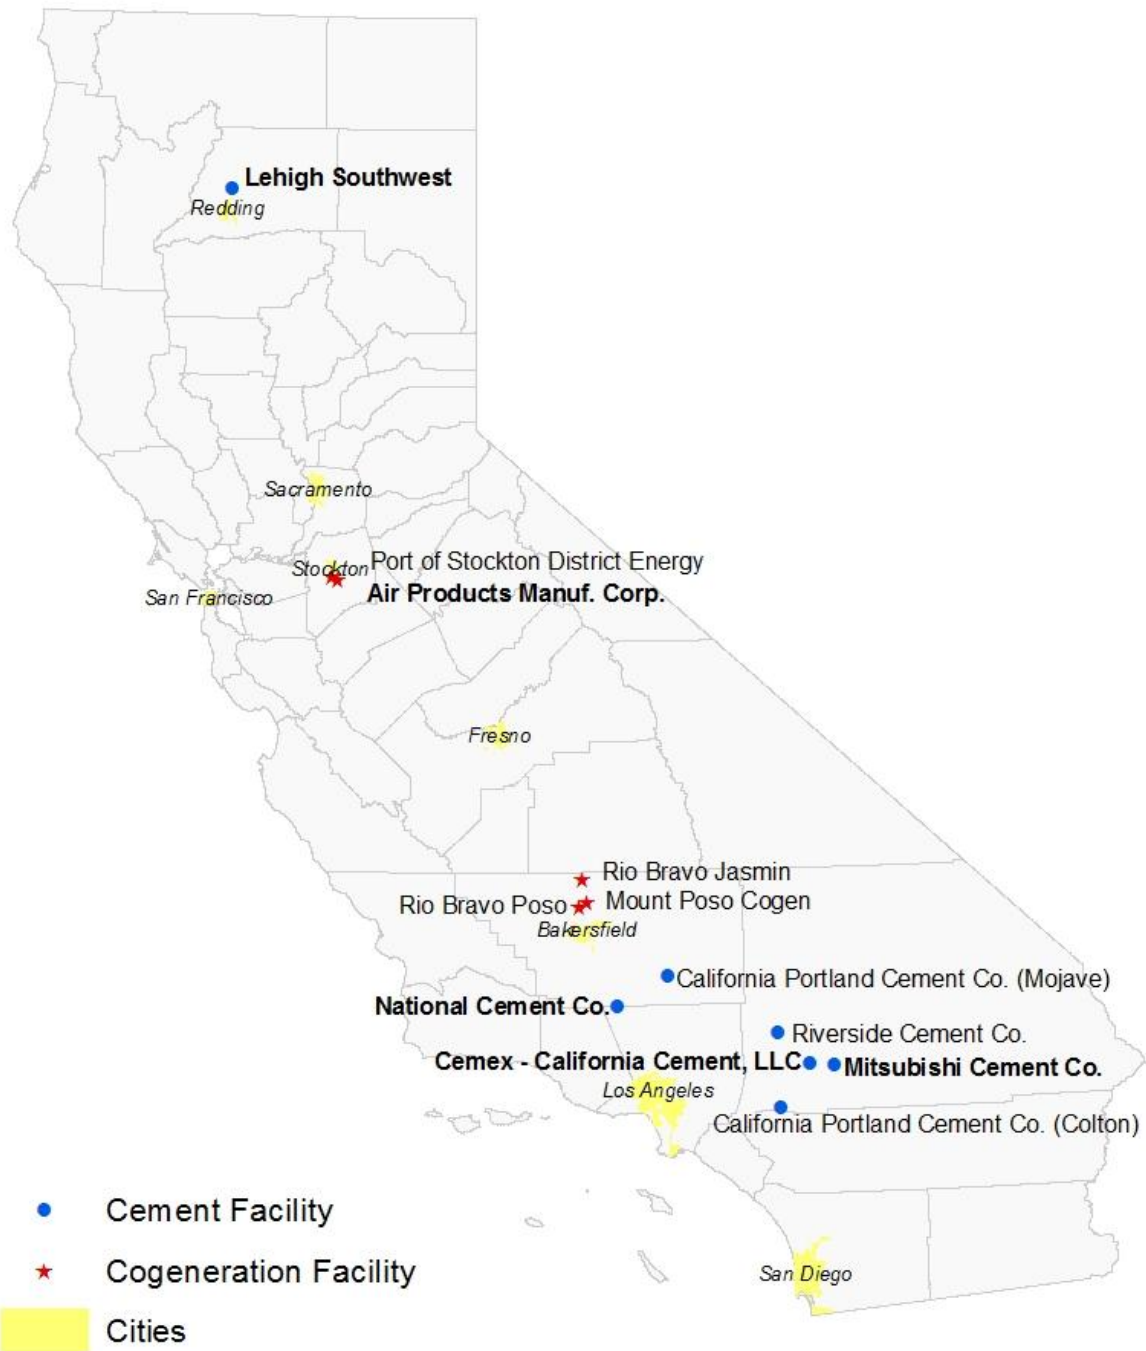 Lehigh Southwest
Redding
Sacramento
Stockton
Port of Stockton District Energy
San Francisco
Air Products Manuf. Corp.
Fresno
Rio Bravo Jasmin
Rio Bravo Poso
Mount Poso Cogen
Bakersfield
California Portland Cement Co. (Mojave)
National Cement Co.
Riverside Cement Co.
Cemex - California Cement, LLC
Mitsubishi Cement Co.
Los Angeles
California Portland Cement Co. (Colton)
San Diego
Cement Facility
Cogeneration Facility
Cities